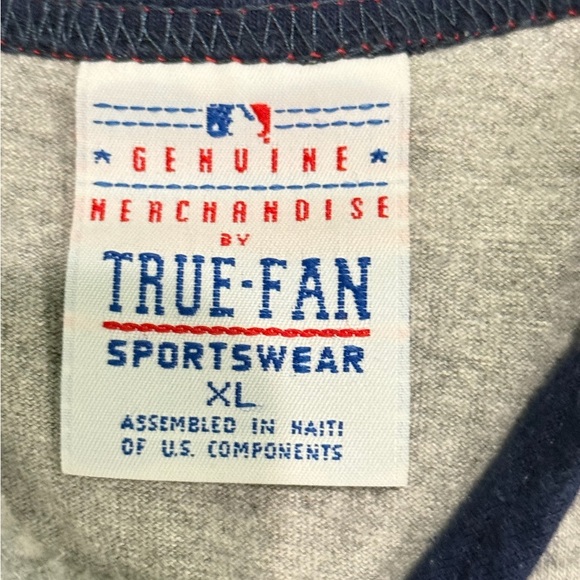 ★ GENUINE ★
MERCHANDISE
BY
TRUE-FAN
SPORTSWEAR
XL
ASSEMBLED IN HAITI
OF U.S. COMPONENTS